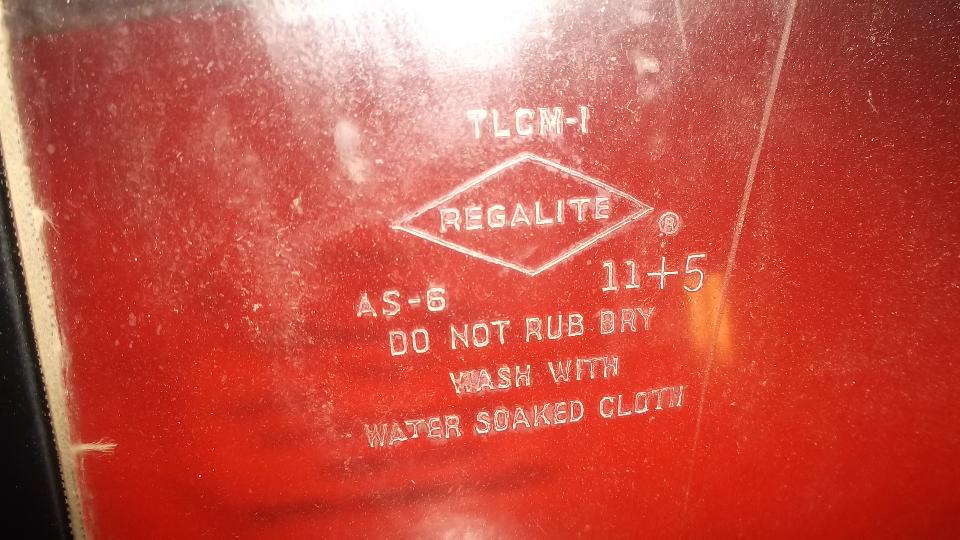 TLCM-1
REGALITE ®
11+5
AS-6
DO NOT RUB DRY
WASH WITH
WATER SOAKED CLOTH